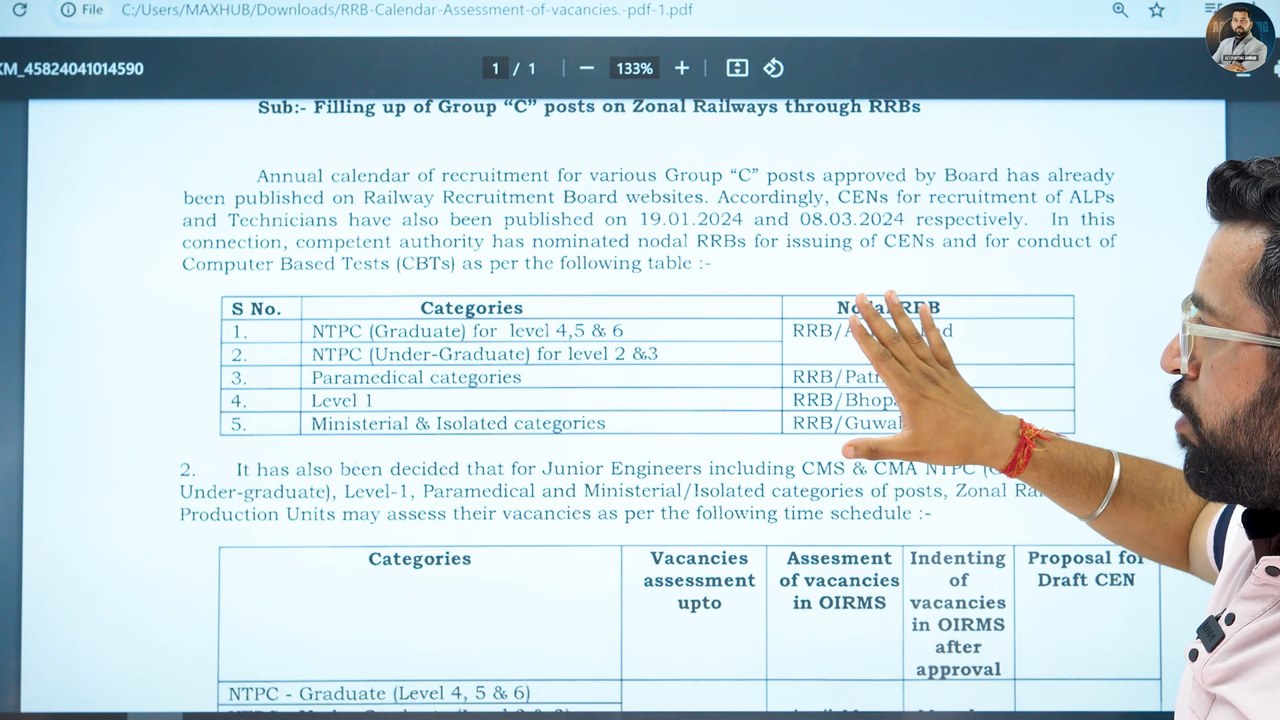 File C:/Users/MAXHUB/Downloads/RRB-Calendar-Assessment-of-vacancies.-pdf-1.pdf
KM_45824041014590
1 / 1 133%
ACCOUNTING
Sub:- Filling up of Group “C” posts on Zonal Railways through RRBs
Annual calendar of recruitment for various Group “C” posts approved by Board has already
been published on Railway Recruitment Board websites. Accordingly, CENs for recruitment of ALPs
and Technicians have also been published on 19.01.2024 and 08.03.2024 respectively. In this
connection, competent authority has nominated nodal RRBs for issuing of CENs and for conduct of
Computer Based Tests (CBTs) as per the following table :-
S No. Categories Nodal RRB
1. NTPC (Graduate) for level 4,5 & 6 RRB/
2. NTPC (Under-Graduate) for level 2 &3
3. Paramedical categories RRB/
4. Level 1 RRB/
5. Ministerial & Isolated categories RRB/
2. It has also been decided that for Junior Engineers including CMS & CMA NTPC
Under-graduate), Level-1, Paramedical and Ministerial/Isolated categories of posts, Zonal
Production Units may assess their vacancies as per the following time schedule :-
Categories Vacancies assessment upto Assesment of vacancies in OIRMS Indenting of vacancies in OIRMS after approval Proposal for Draft CEN
NTPC - Graduate (Level 4, 5 & 6)